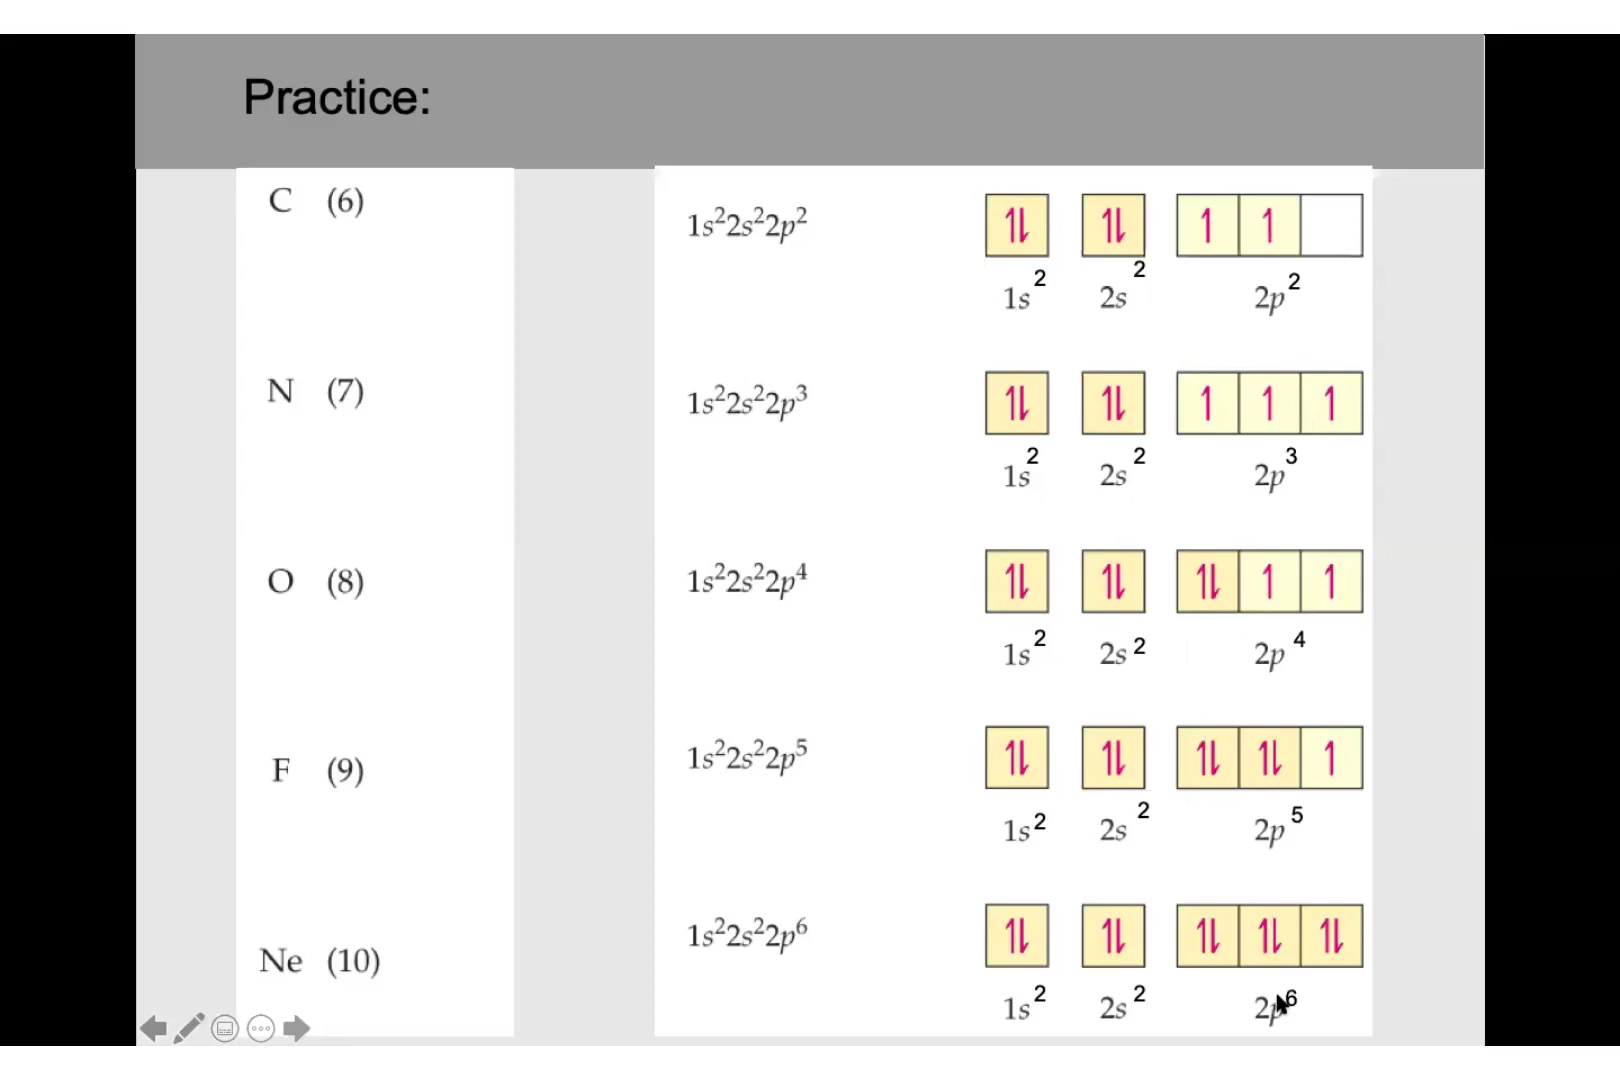 Practice:
C (6) 1s²2s²2p² 1s² 2s² 2p²
N (7) 1s²2s²2p³ 1s² 2s² 2p³
O (8) 1s²2s²2p⁴ 1s² 2s² 2p⁴
F (9) 1s²2s²2p⁵ 1s² 2s² 2p⁵
Ne (10) 1s²2s²2p⁶ 1s² 2s² 2p⁶